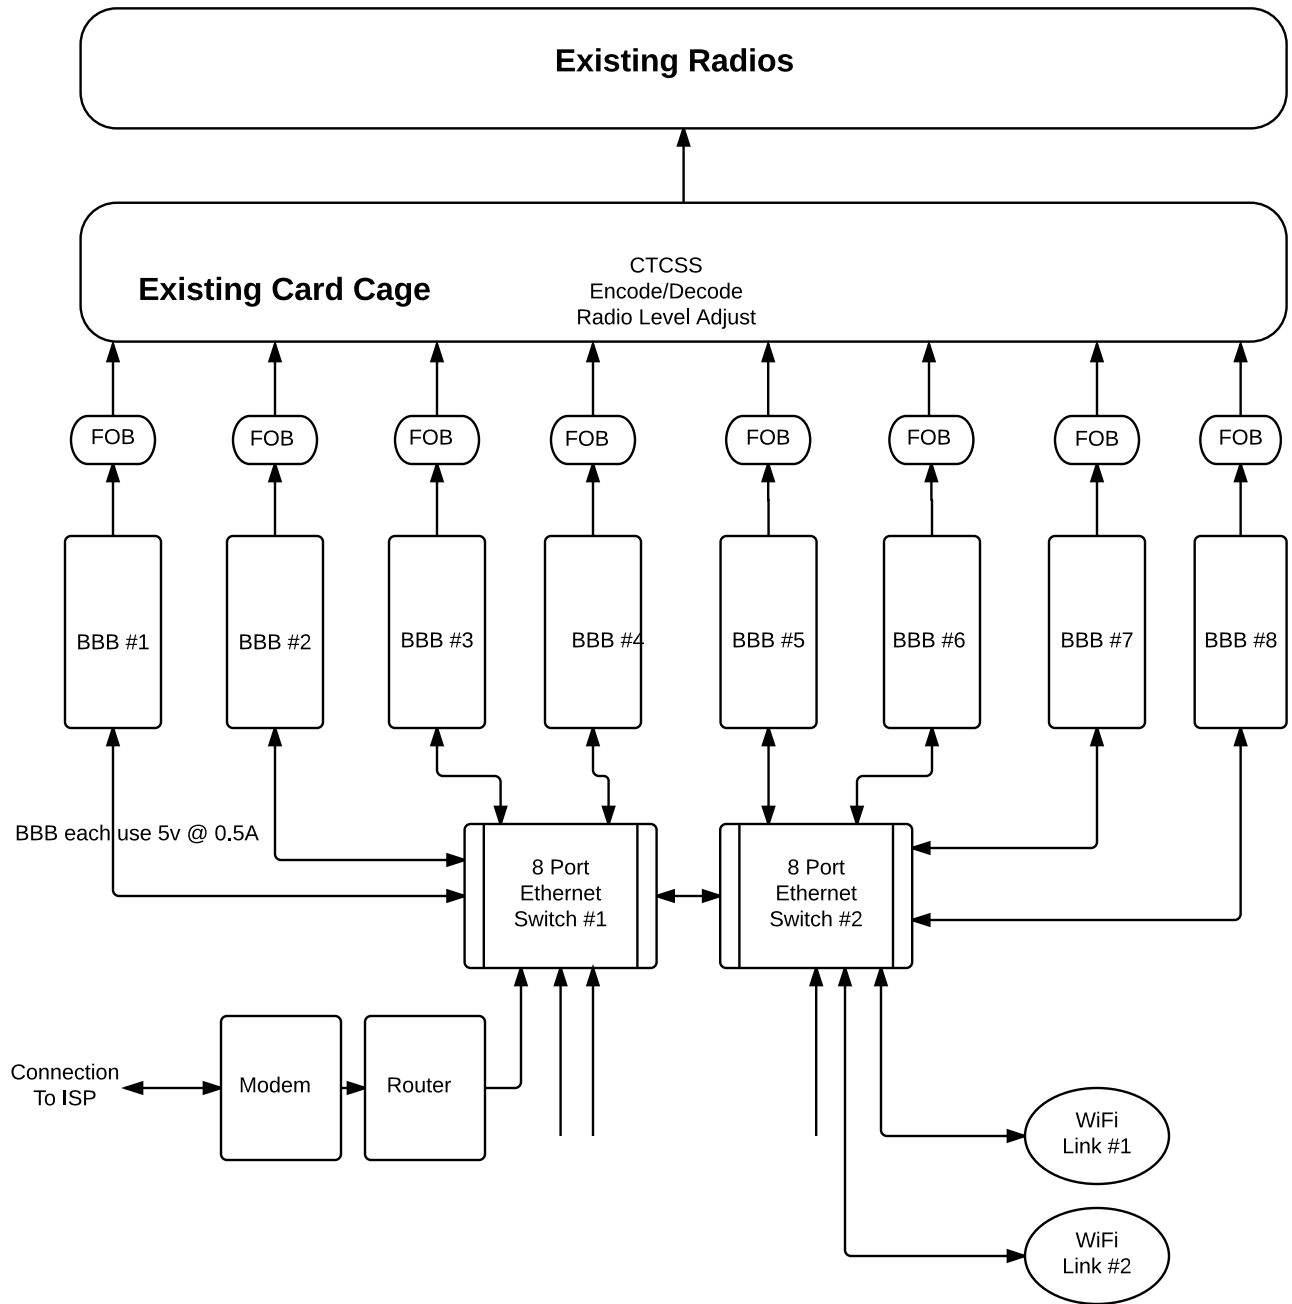 Existing Radios
Existing Card Cage
CTCSS
Encode/Decode
Radio Level Adjust
FOB
FOB
FOB
FOB
FOB
FOB
FOB
FOB
BBB #1
BBB #2
BBB #3
BBB #4
BBB #5
BBB #6
BBB #7
BBB #8
BBB each use 5v @ 0.5A
8 Port
Ethernet
Switch #1
8 Port
Ethernet
Switch #2
Connection
To ISP
Modem
Router
WiFi
Link #1
WiFi
Link #2